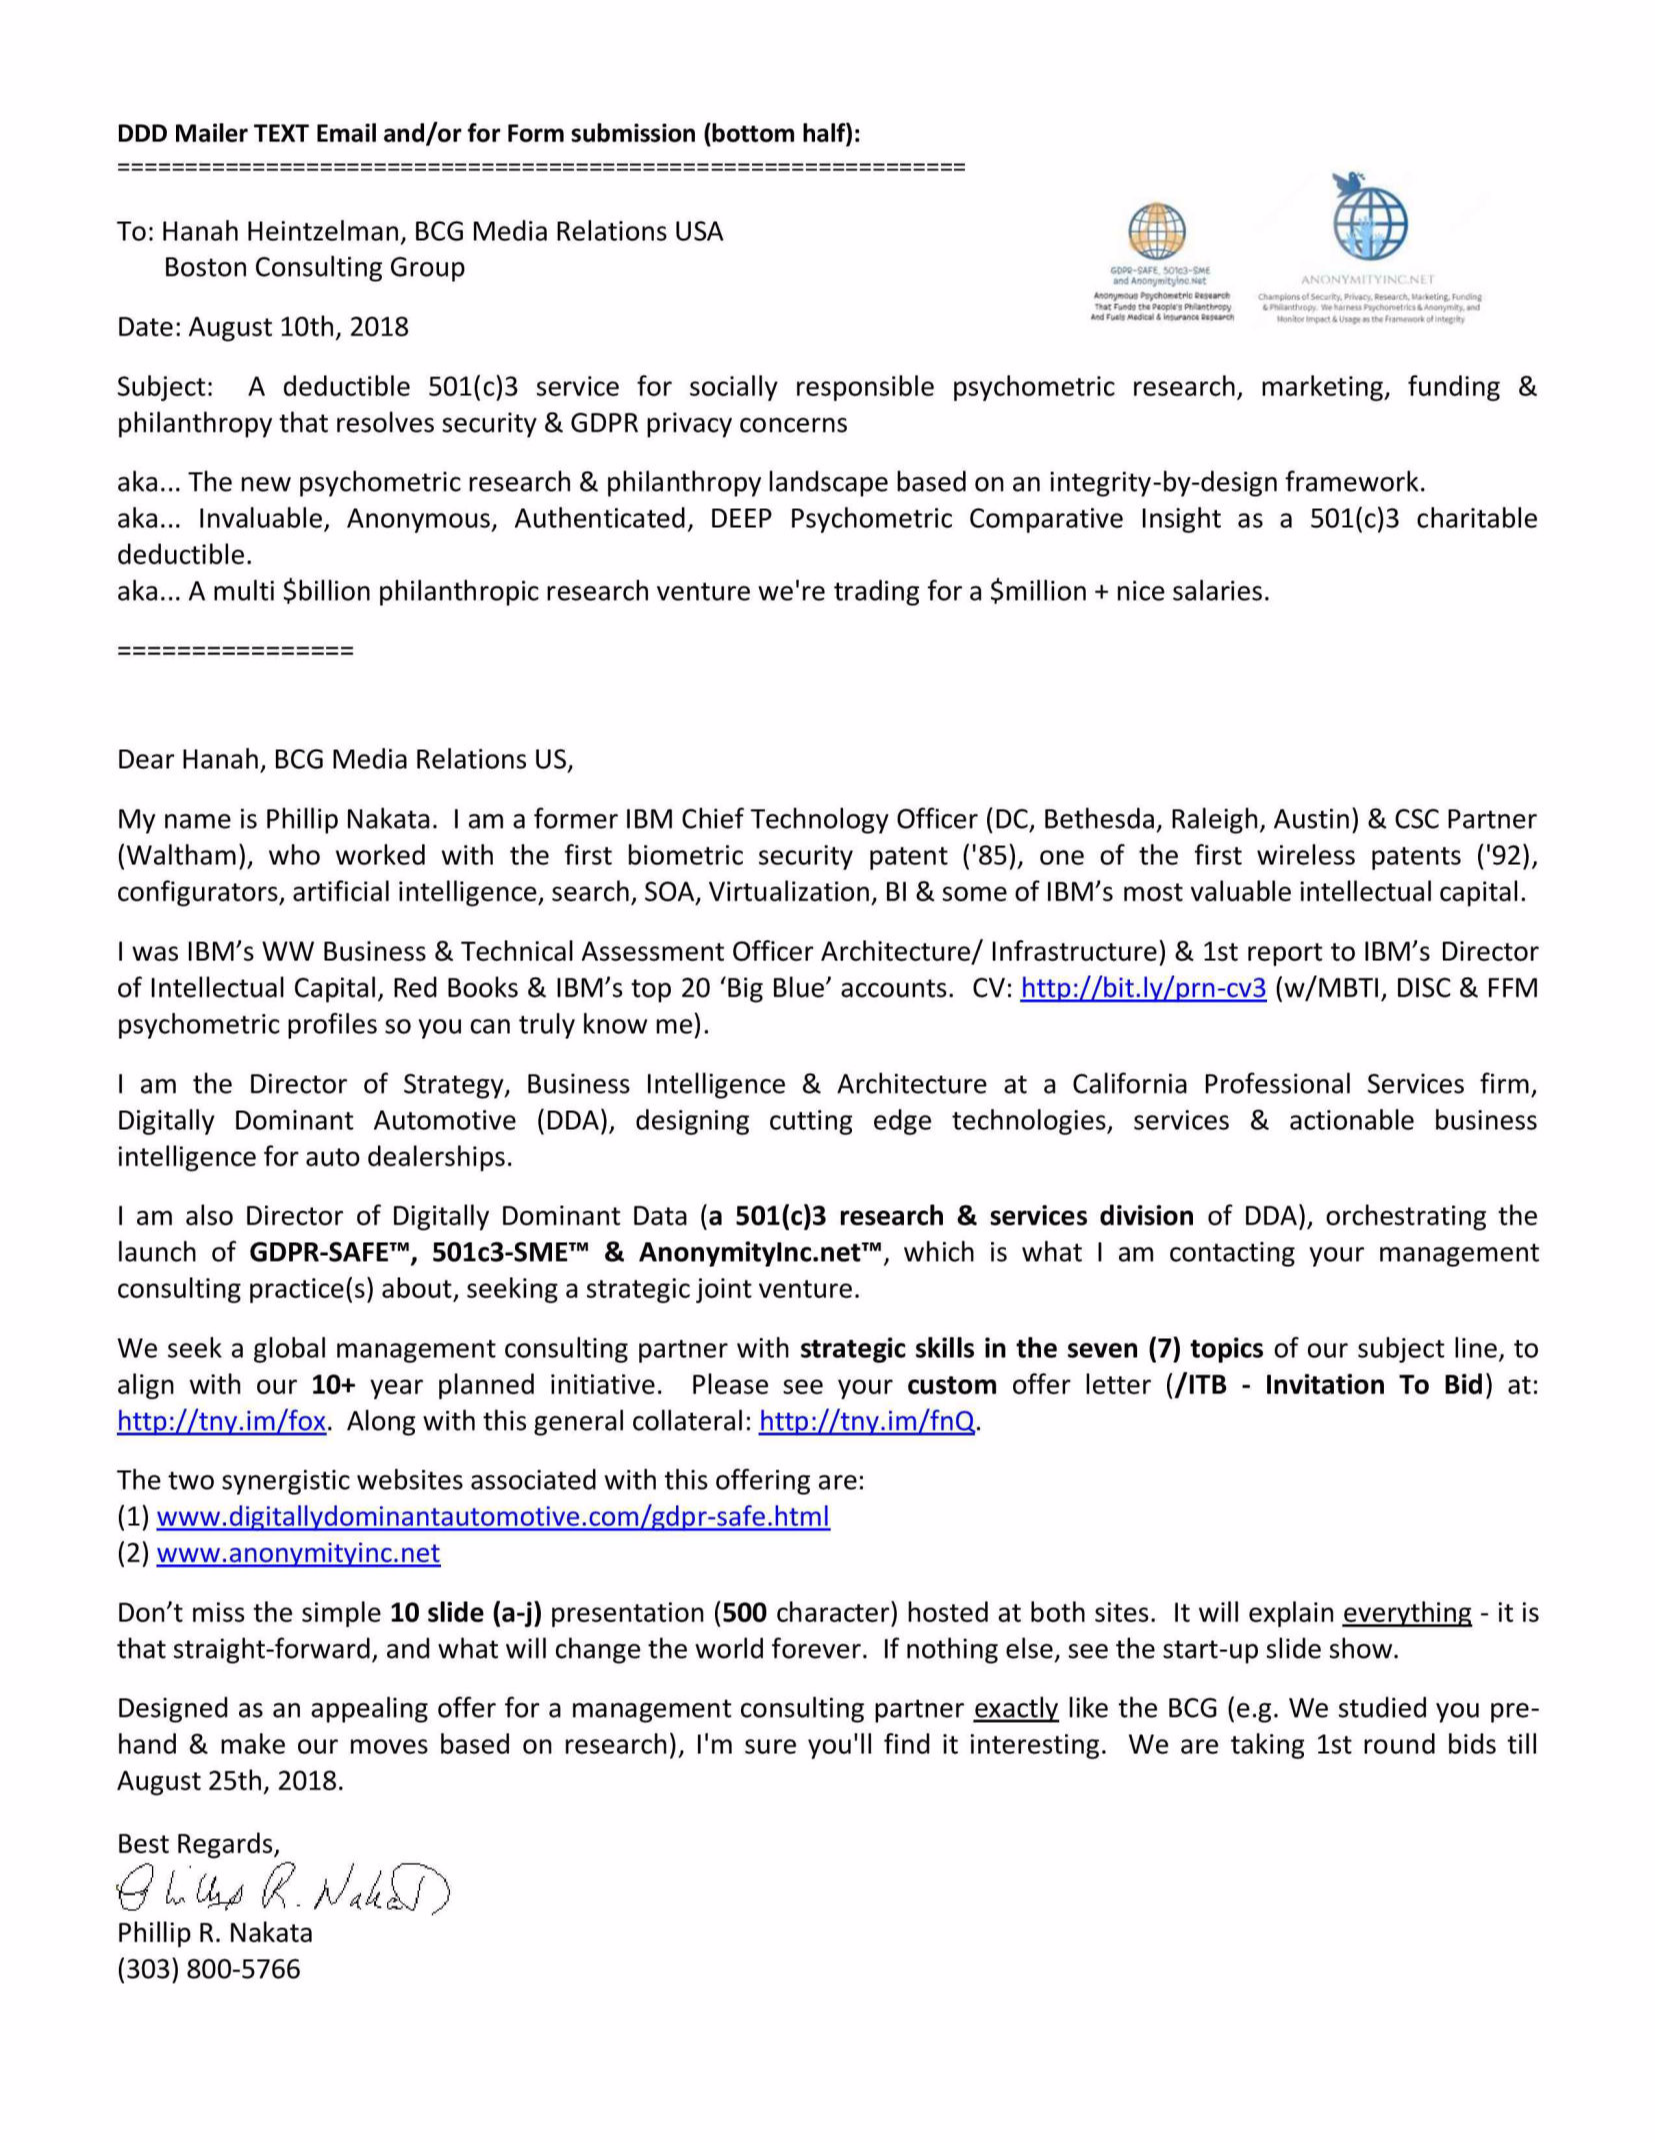 DDD Mailer TEXT Email and/or for Form submission (bottom half):
===============================================================
To: Hanah Heintzelman, BCG Media Relations USA
Boston Consulting Group
Date: August 10th, 2018
GDPR-SAFE, 501c3-SME
and AnonymityInc.Net
Anonymous Psychometric Research
That Funds the People's Philanthropy
And Fuels Medical & Insurance Research
ANONYMITYINC.NET
Champions of Security, Privacy, Research, Marketing, Funding
& Philanthropy. We harness Psychometrics & Anonymity, and
Monitor Impact & Usage as the Framework of Integrity
Subject: A deductible 501(c)3 service for socially responsible psychometric research, marketing, funding &
philanthropy that resolves security & GDPR privacy concerns
aka... The new psychometric research & philanthropy landscape based on an integrity-by-design framework.
aka... Invaluable, Anonymous, Authenticated, DEEP Psychometric Comparative Insight as a 501(c)3 charitable
deductible.
aka... A multi $billion philanthropic research venture we're trading for a $million + nice salaries.
================
Dear Hanah, BCG Media Relations US,
My name is Phillip Nakata. I am a former IBM Chief Technology Officer (DC, Bethesda, Raleigh, Austin) & CSC Partner
(Waltham), who worked with the first biometric security patent ('85), one of the first wireless patents ('92),
configurators, artificial intelligence, search, SOA, Virtualization, BI & some of IBM’s most valuable intellectual capital.
I was IBM’s WW Business & Technical Assessment Officer Architecture/ Infrastructure) & 1st report to IBM’s Director
of Intellectual Capital, Red Books & IBM’s top 20 ‘Big Blue’ accounts. CV: http://bit.ly/prn-cv3 (w/MBTI, DISC & FFM
psychometric profiles so you can truly know me).
I am the Director of Strategy, Business Intelligence & Architecture at a California Professional Services firm,
Digitally Dominant Automotive (DDA), designing cutting edge technologies, services & actionable business
intelligence for auto dealerships.
I am also Director of Digitally Dominant Data (a 501(c)3 research & services division of DDA), orchestrating the
launch of GDPR-SAFE™, 501c3-SME™ & AnonymityInc.net™, which is what I am contacting your management
consulting practice(s) about, seeking a strategic joint venture.
We seek a global management consulting partner with strategic skills in the seven (7) topics of our subject line, to
align with our 10+ year planned initiative. Please see your custom offer letter (/ITB - Invitation To Bid) at:
http://tny.im/fox. Along with this general collateral: http://tny.im/fnQ.
The two synergistic websites associated with this offering are:
(1) www.digitallydominantautomotive.com/gdpr-safe.html
(2) www.anonymityinc.net
Don’t miss the simple 10 slide (a-j) presentation (500 character) hosted at both sites. It will explain everything - it is
that straight-forward, and what will change the world forever. If nothing else, see the start-up slide show.
Designed as an appealing offer for a management consulting partner exactly like the BCG (e.g. We studied you pre-
hand & make our moves based on research), I'm sure you'll find it interesting. We are taking 1st round bids till
August 25th, 2018.
Best Regards,
Phillip R. Nakata
Phillip R. Nakata
(303) 800-5766